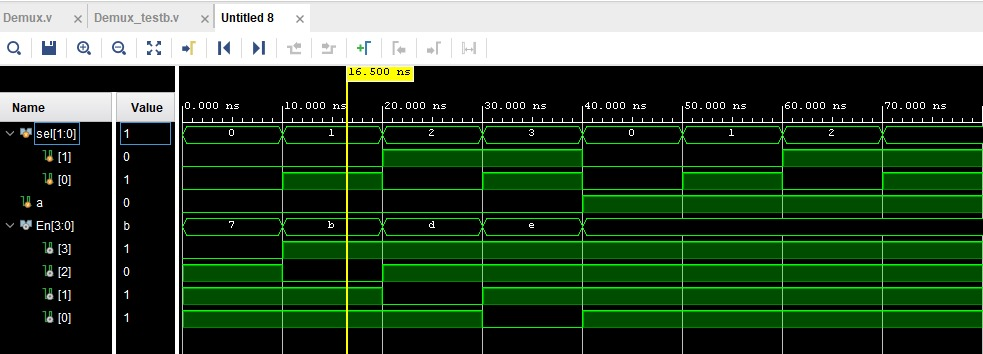 Demux.v × Demux_testb.v × Untitled 8 ×
16.500 ns
Name Value 0.000 ns 10.000 ns 20.000 ns 30.000 ns 40.000 ns 50.000 ns 60.000 ns 70.000 ns
sel[1:0] 1 0 1 2 3 0 1 2
[1] 0
[0] 1
a 0
En[3:0] b 7 b d e
[3] 1
[2] 0
[1] 1
[0] 1